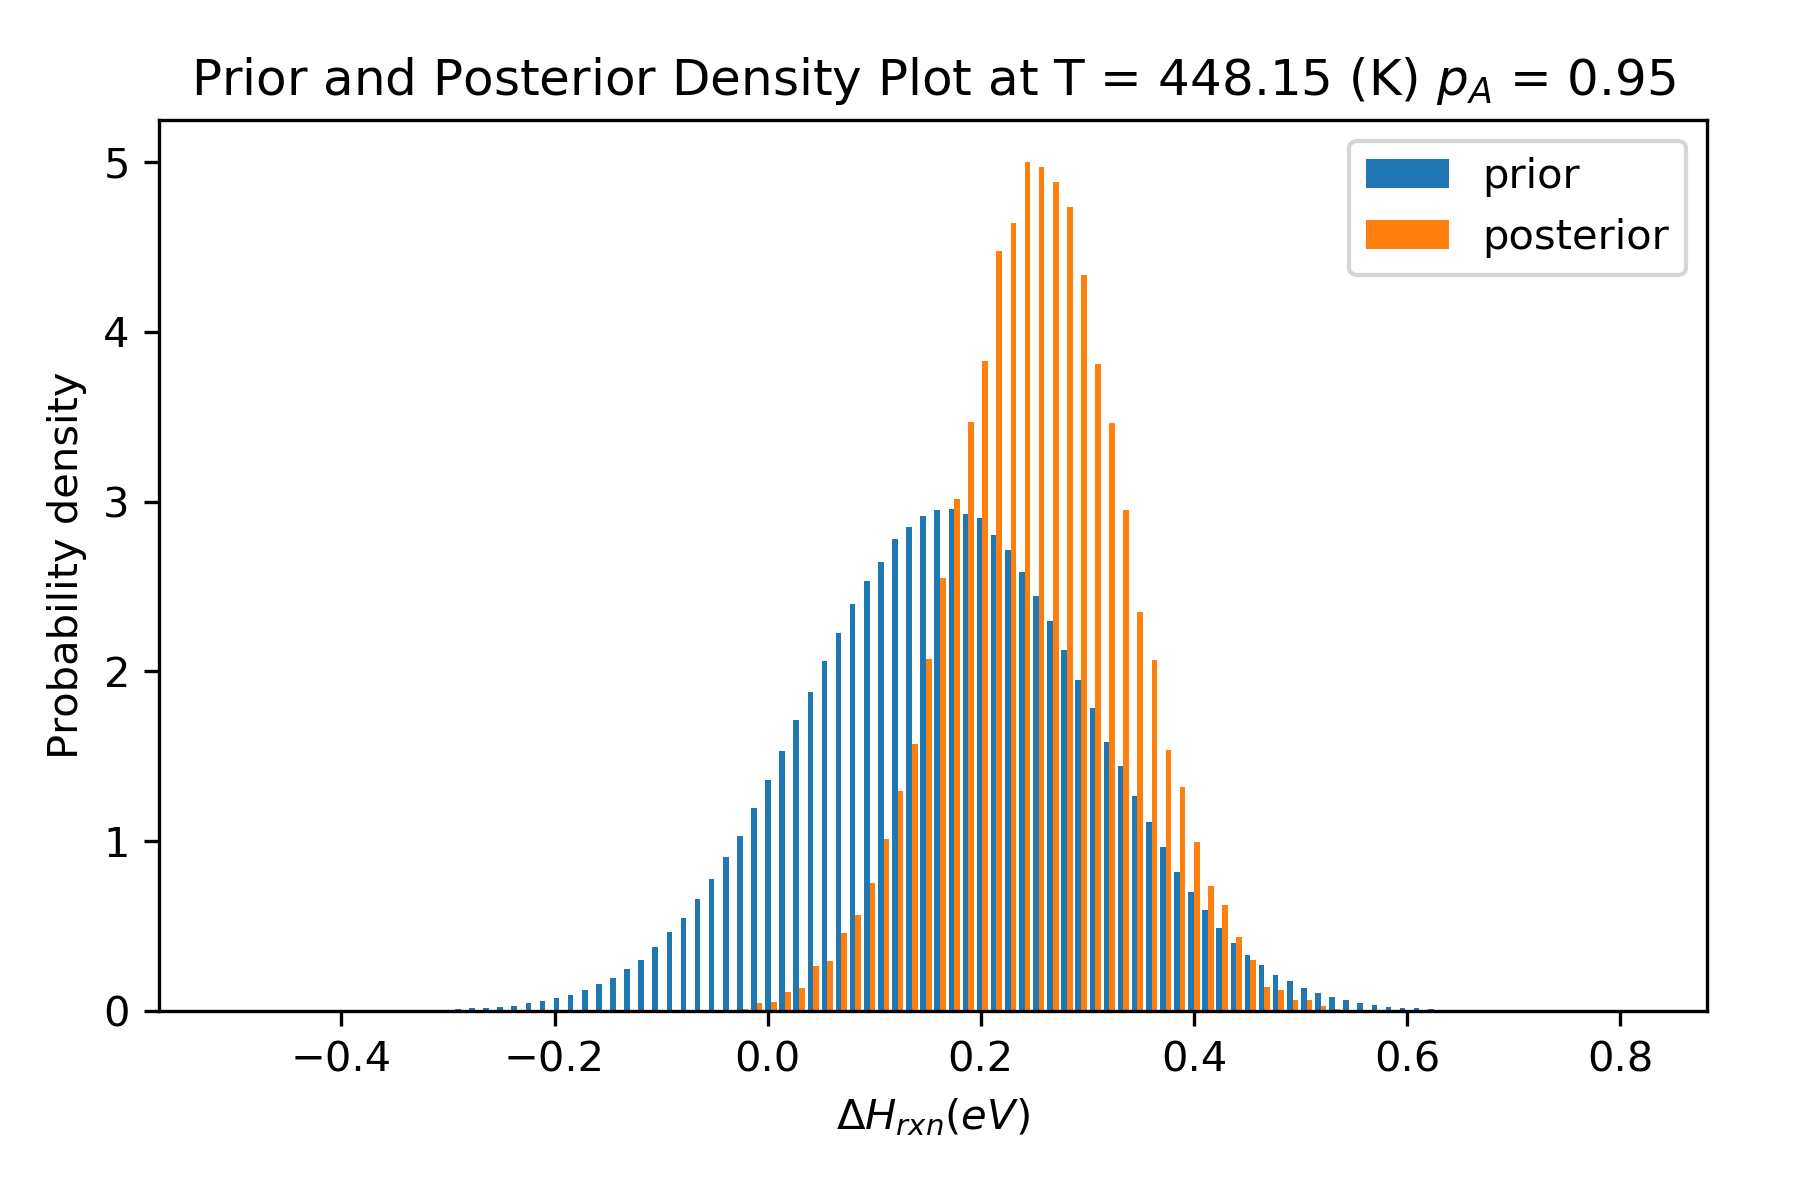 Prior and Posterior Density Plot at T = 448.15 (K) p_A = 0.95
prior
posterior
Probability density
5
4
3
2
1
0
−0.4 −0.2 0.0 0.2 0.4 0.6 0.8
ΔH_rxn(eV)